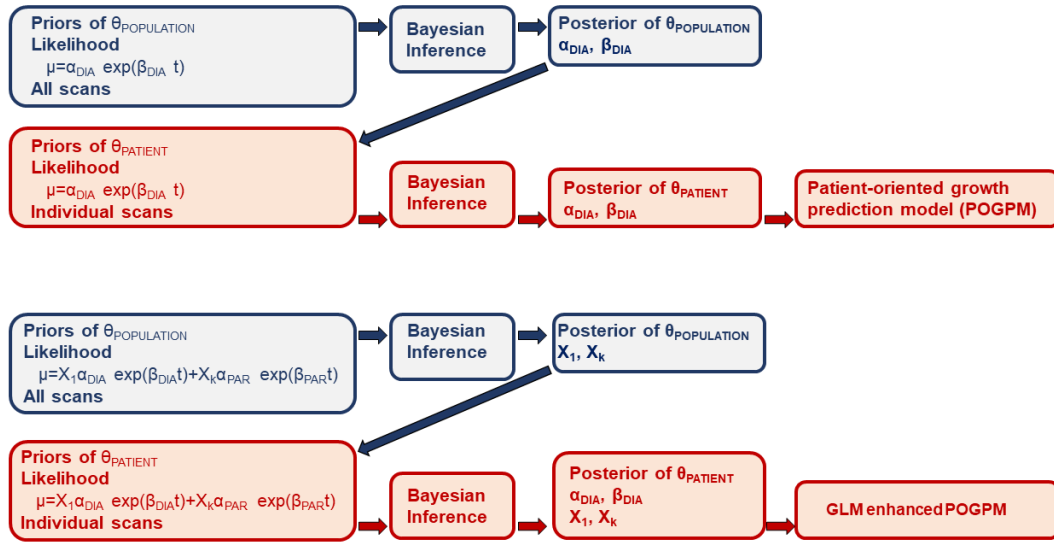 Priors of θPOPULATION
Likelihood
μ=αDIA exp(βDIA t)
All scans
Bayesian
Inference
Posterior of θPOPULATION
αDIA, βDIA
Priors of θPATIENT
Likelihood
μ=αDIA exp(βDIA t)
Individual scans
Bayesian
Inference
Posterior of θPATIENT
αDIA, βDIA
Patient-oriented growth
prediction model (POGPM)
Priors of θPOPULATION
Likelihood
μ=X1αDIA exp(βDIAt)+XkαPAR exp(βPARt)
All scans
Bayesian
Inference
Posterior of θPOPULATION
X1, Xk
Priors of θPATIENT
Likelihood
μ=X1αDIA exp(βDIAt)+XkαPAR exp(βPARt)
Individual scans
Bayesian
Inference
Posterior of θPATIENT
αDIA, βDIA
X1, Xk
GLM enhanced POGPM